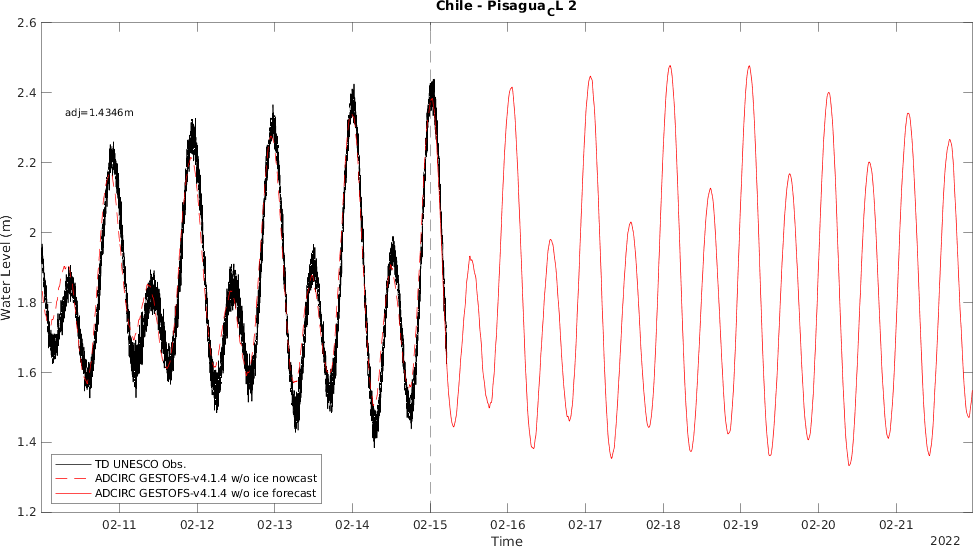 Chile - Pisagua_CL 2
2.6
2.4
2.2
2
1.8
1.6
1.4
1.2
Water Level (m)
adj=1.4346m
TD UNESCO Obs.
ADCIRC GESTOFS-v4.1.4 w/o ice nowcast
ADCIRC GESTOFS-v4.1.4 w/o ice forecast
02-11 02-12 02-13 02-14 02-15 02-16 02-17 02-18 02-19 02-20 02-21
Time
2022